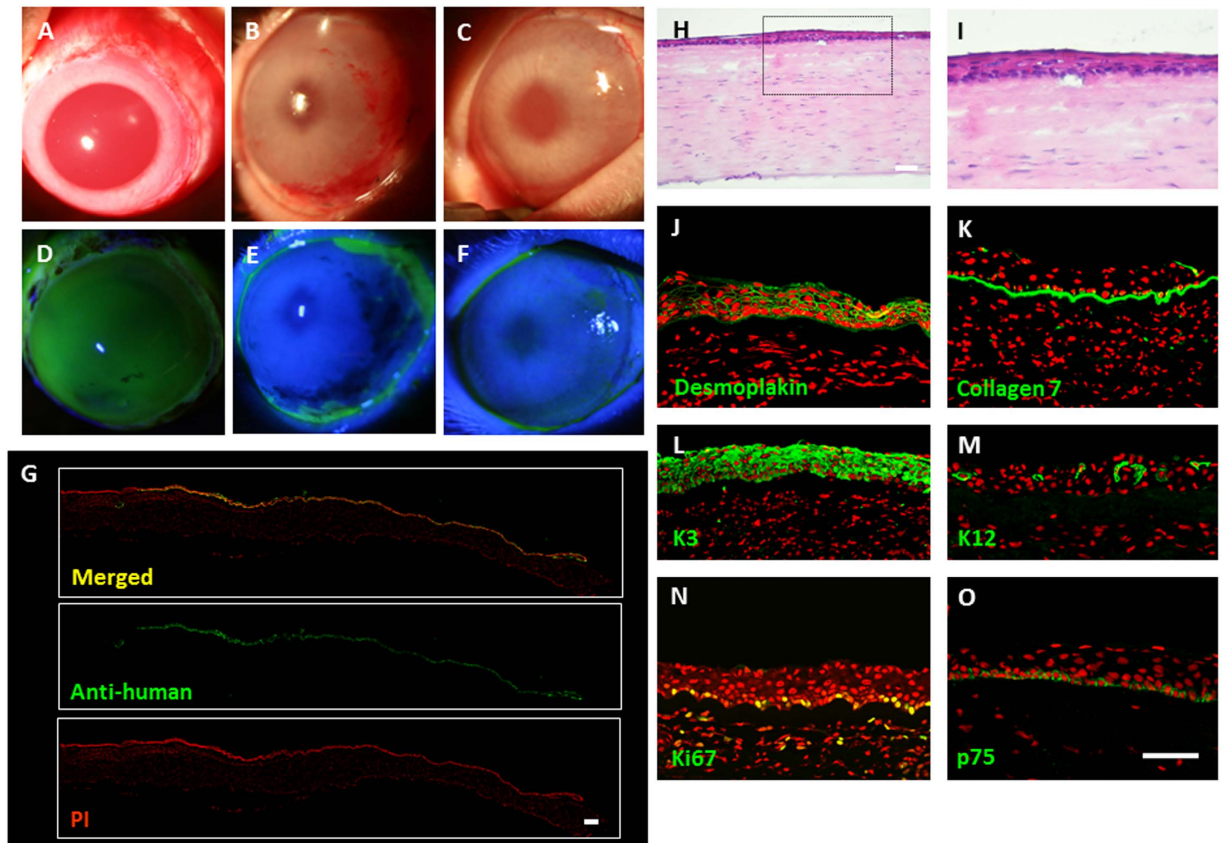 A
B
C
D
E
F
G
Merged
Anti-human
PI
H
I
J
Desmoplakin
K
Collagen 7
L
K3
M
K12
N
Ki67
O
p75